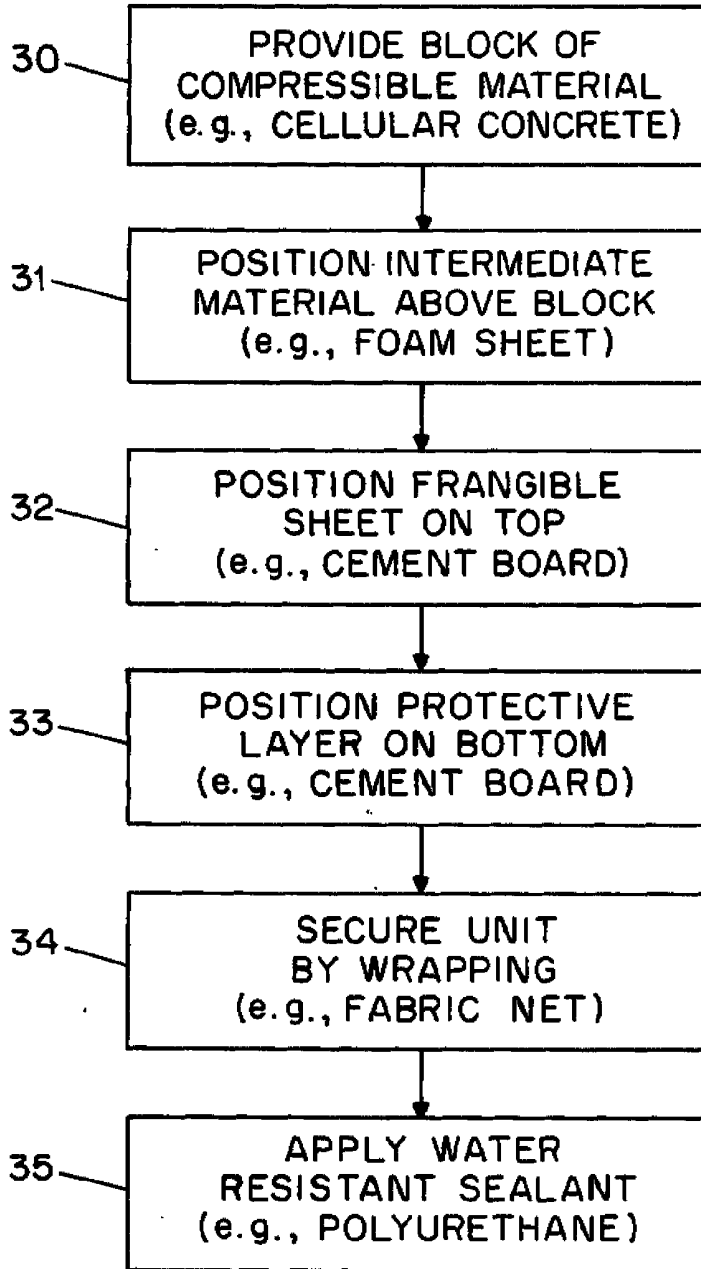 30
PROVIDE BLOCK OF
COMPRESSIBLE MATERIAL
(e.g., CELLULAR CONCRETE)
31
POSITION INTERMEDIATE
MATERIAL ABOVE BLOCK
(e.g., FOAM SHEET)
32
POSITION FRANGIBLE
SHEET ON TOP
(e.g., CEMENT BOARD)
33
POSITION PROTECTIVE
LAYER ON BOTTOM
(e.g., CEMENT BOARD)
34
SECURE UNIT
BY WRAPPING
(e.g., FABRIC NET)
35
APPLY WATER
RESISTANT SEALANT
(e.g., POLYURETHANE)